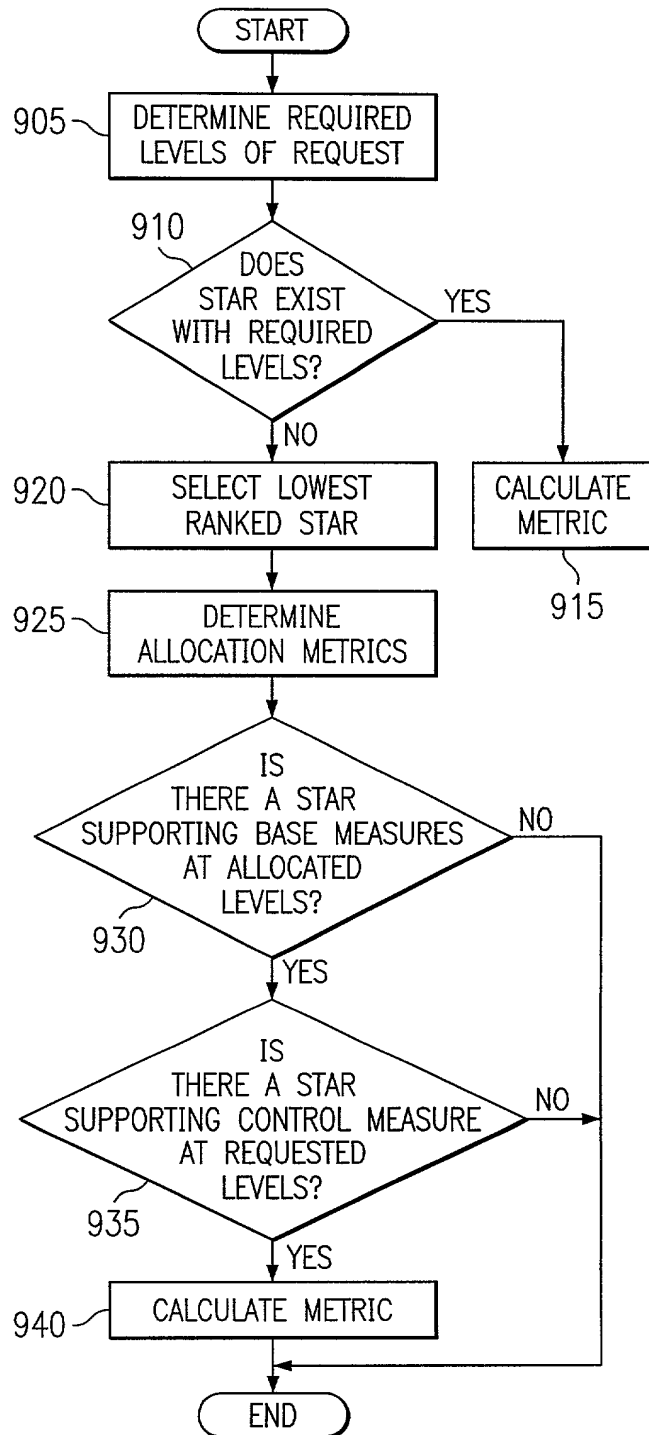 START
905
DETERMINE REQUIRED
LEVELS OF REQUEST
910
DOES
STAR EXIST
WITH REQUIRED
LEVELS?
YES
NO
920
SELECT LOWEST
RANKED STAR
CALCULATE
METRIC
915
925
DETERMINE
ALLOCATION METRICS
IS
THERE A STAR
SUPPORTING BASE MEASURES
AT ALLOCATED
LEVELS?
NO
930
YES
IS
THERE A STAR
SUPPORTING CONTROL MEASURE
AT REQUESTED
LEVELS?
NO
935
YES
940
CALCULATE METRIC
END